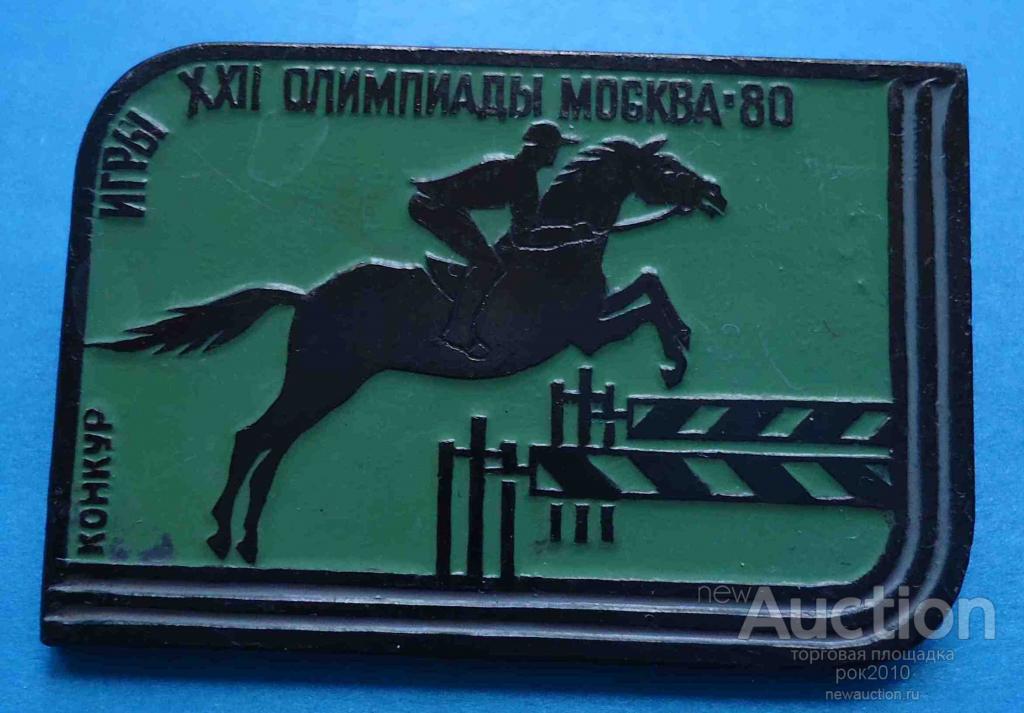 ИГРЫ XXII ОЛИМПИАДЫ МОСКВА-80
КОНКУР
newAuction
торговая площадка
рок2010
newauction.ru